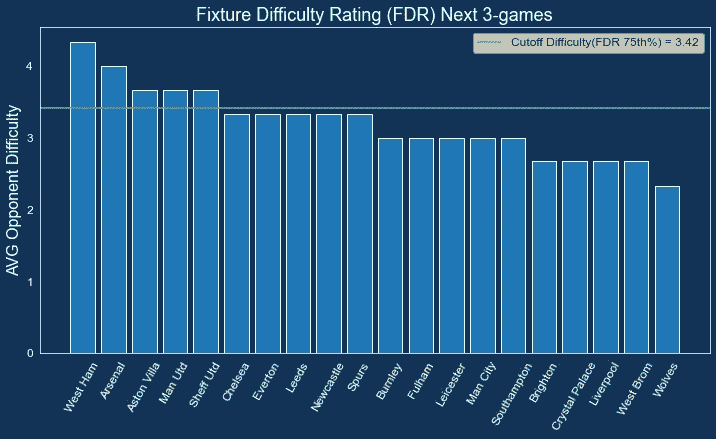 Fixture Difficulty Rating (FDR) Next 3-games
Cutoff Difficulty(FDR 75th%) = 3.42
AVG Opponent Difficulty
4
3
2
1
0
West Ham
Arsenal
Aston Villa
Man Utd
Sheff Utd
Chelsea
Everton
Leeds
Newcastle
Spurs
Burnley
Fulham
Leicester
Man City
Southampton
Brighton
Crystal Palace
Liverpool
West Brom
Wolves